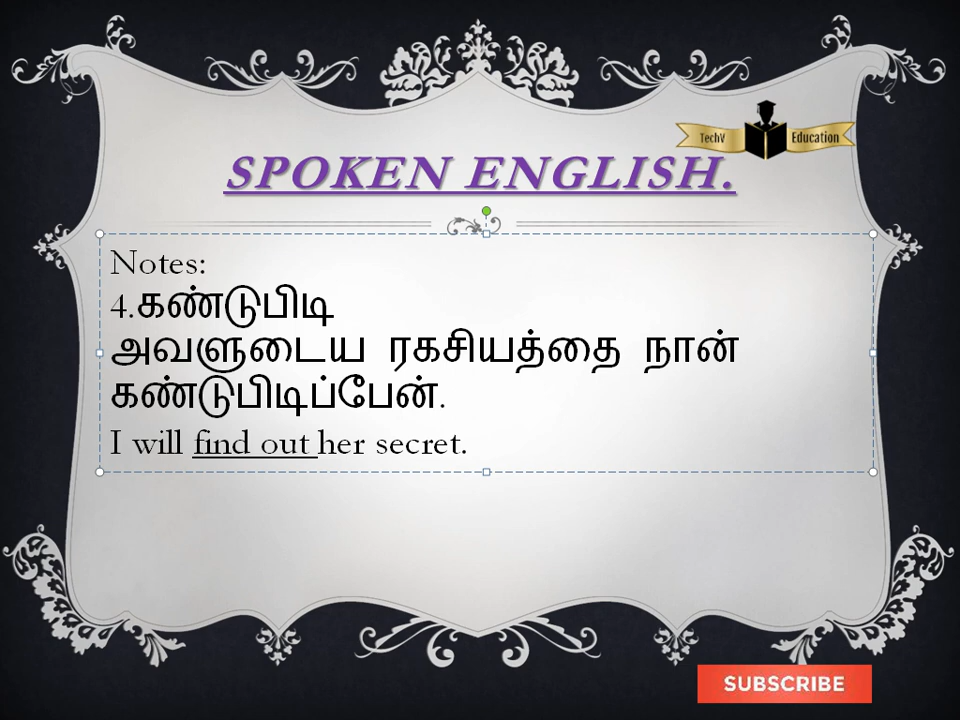 TechV Education
SPOKEN ENGLISH.
Notes:
4.கண்டுபிடி
அவளுடைய ரகசியத்தை நான்
கண்டுபிடிப்பேன்.
I will find out her secret.
SUBSCRIBE